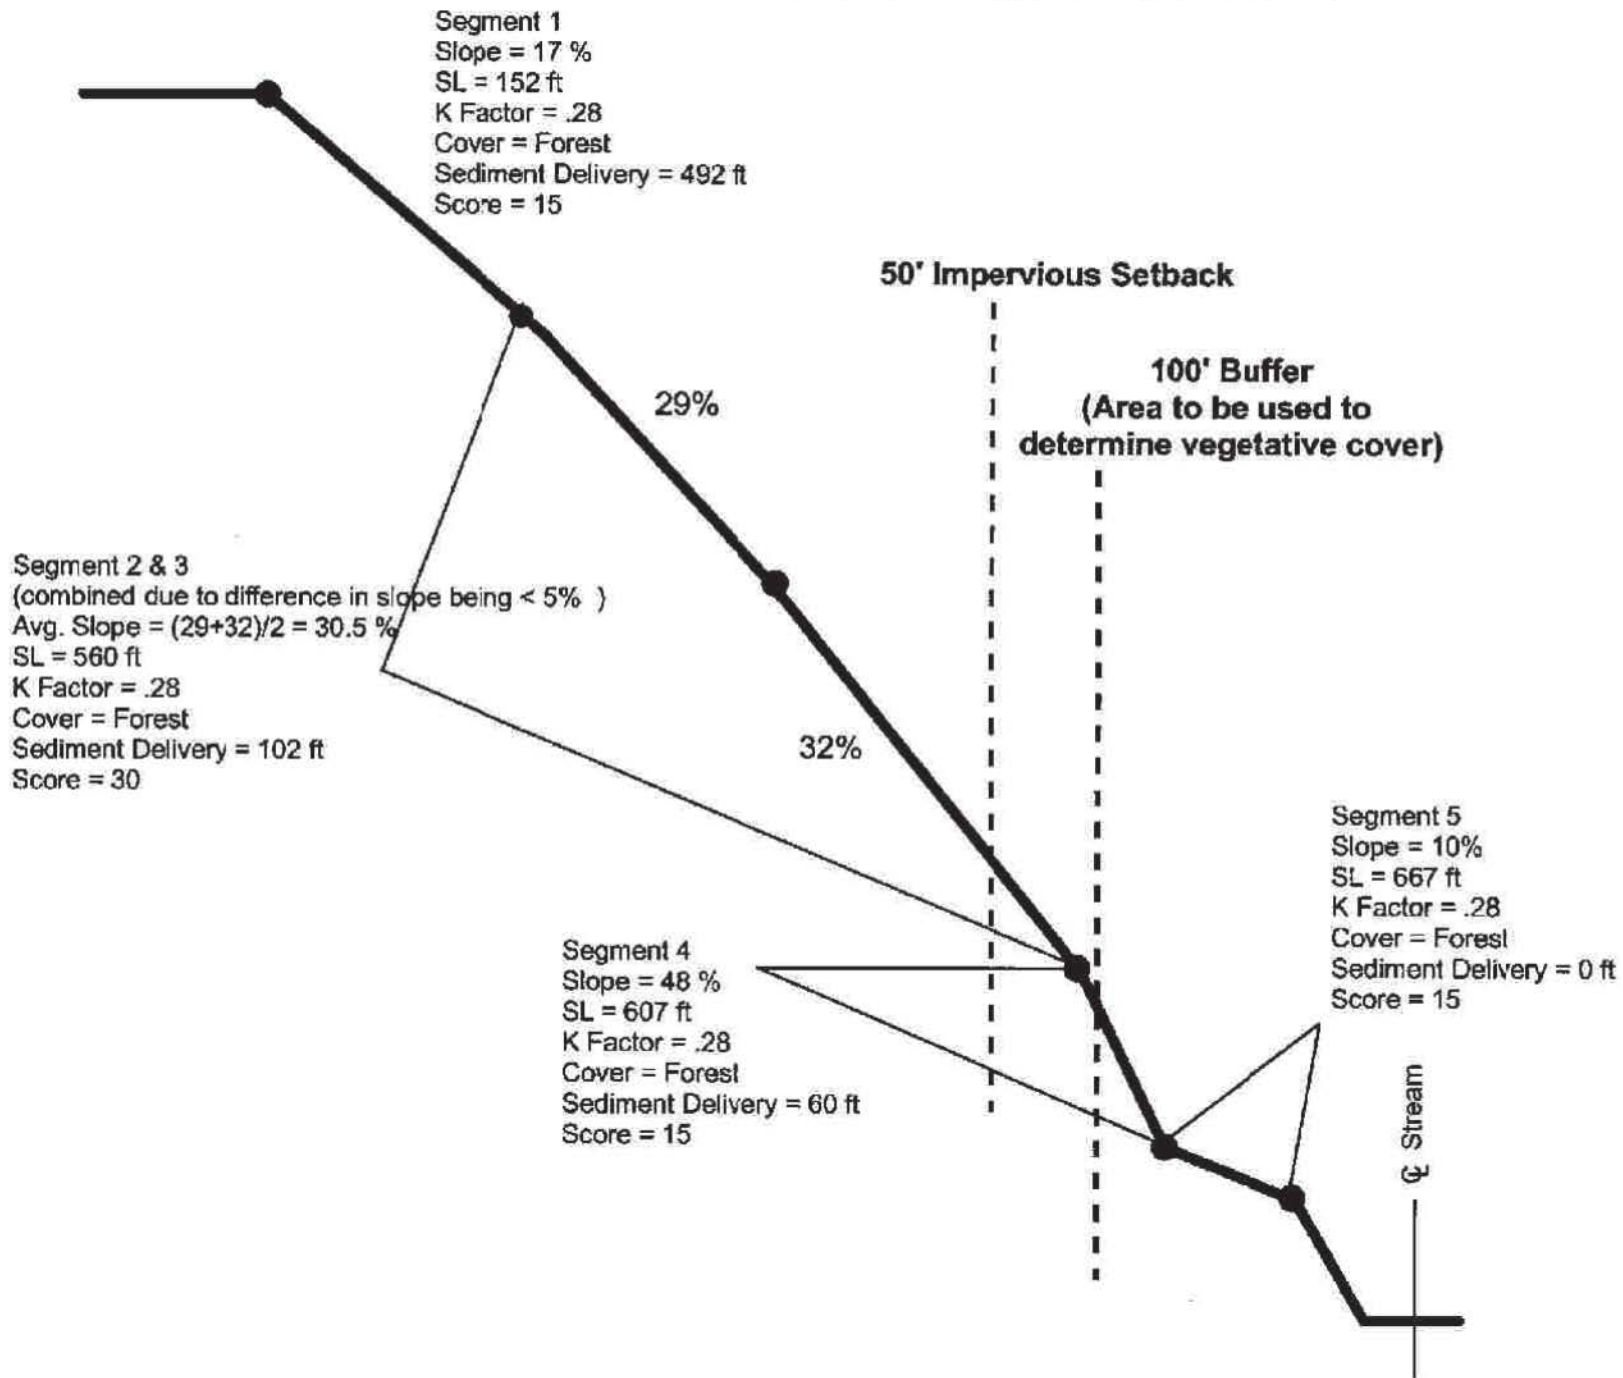 Segment 1
Slope = 17 %
SL = 152 ft
K Factor = .28
Cover = Forest
Sediment Delivery = 492 ft
Score = 15
50' Impervious Setback
100' Buffer
(Area to be used to
determine vegetative cover)
29%
Segment 2 & 3
(combined due to difference in slope being < 5% )
Avg. Slope = (29+32)/2 = 30.5 %
SL = 560 ft
K Factor = .28
Cover = Forest
Sediment Delivery = 102 ft
Score = 30
32%
Segment 5
Slope = 10%
SL = 667 ft
K Factor = .28
Cover = Forest
Sediment Delivery = 0 ft
Score = 15
Segment 4
Slope = 48 %
SL = 607 ft
K Factor = .28
Cover = Forest
Sediment Delivery = 60 ft
Score = 15
℄ Stream